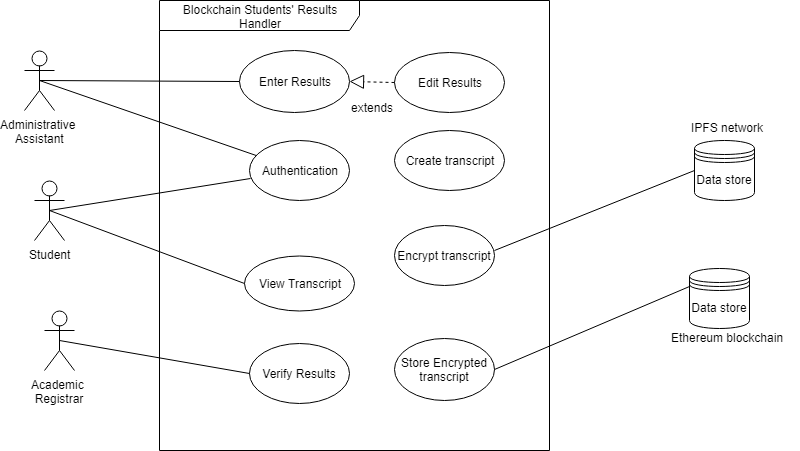 Blockchain Students' Results
Handler
Enter Results
Edit Results
extends
Administrative
Assistant
IPFS network
Create transcript
Authentication
Data store
Student
Encrypt transcript
View Transcript
Data store
Ethereum blockchain
Store Encrypted
transcript
Verify Results
Academic
Registrar